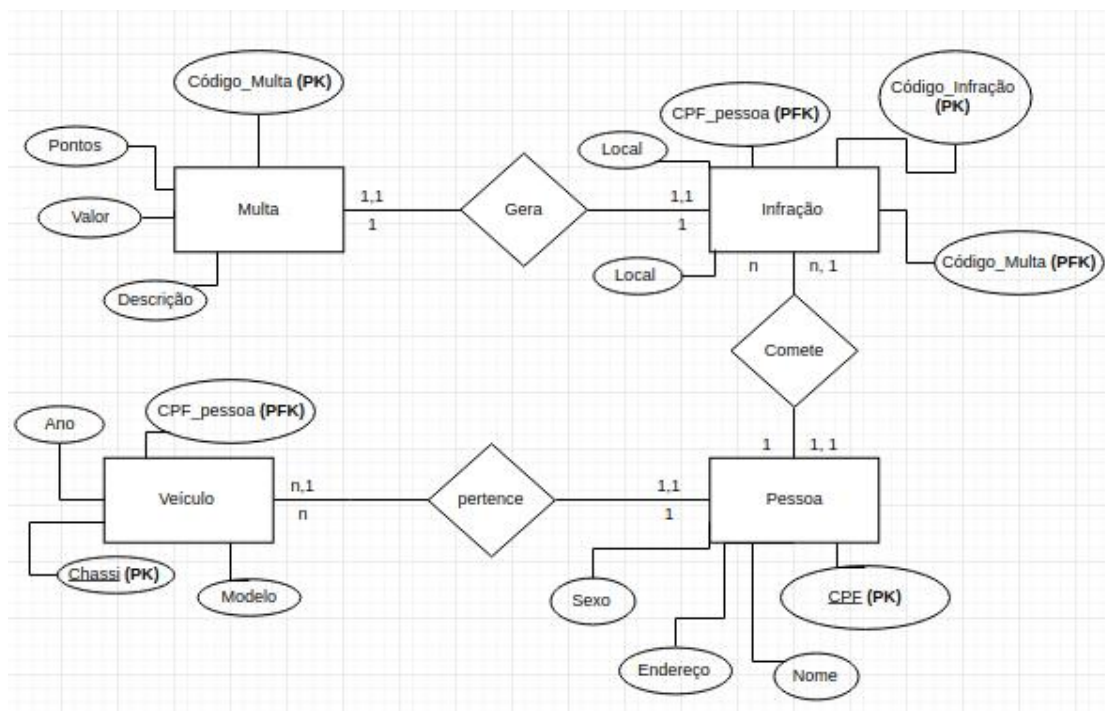 Código_Multa (PK)
Código_Infração
(PK)
CPF_pessoa (PFK)
Pontos
Local
Multa
1,1
1
Gera
1,1
1
Infração
Valor
Descrição
Local
n
n, 1
Código_Multa (PFK)
Comete
CPF_pessoa (PFK)
Ano
1
1, 1
Veículo
n,1
n
pertence
1,1
1
Pessoa
Chassi (PK)
Modelo
Sexo
CPF (PK)
Endereço
Nome